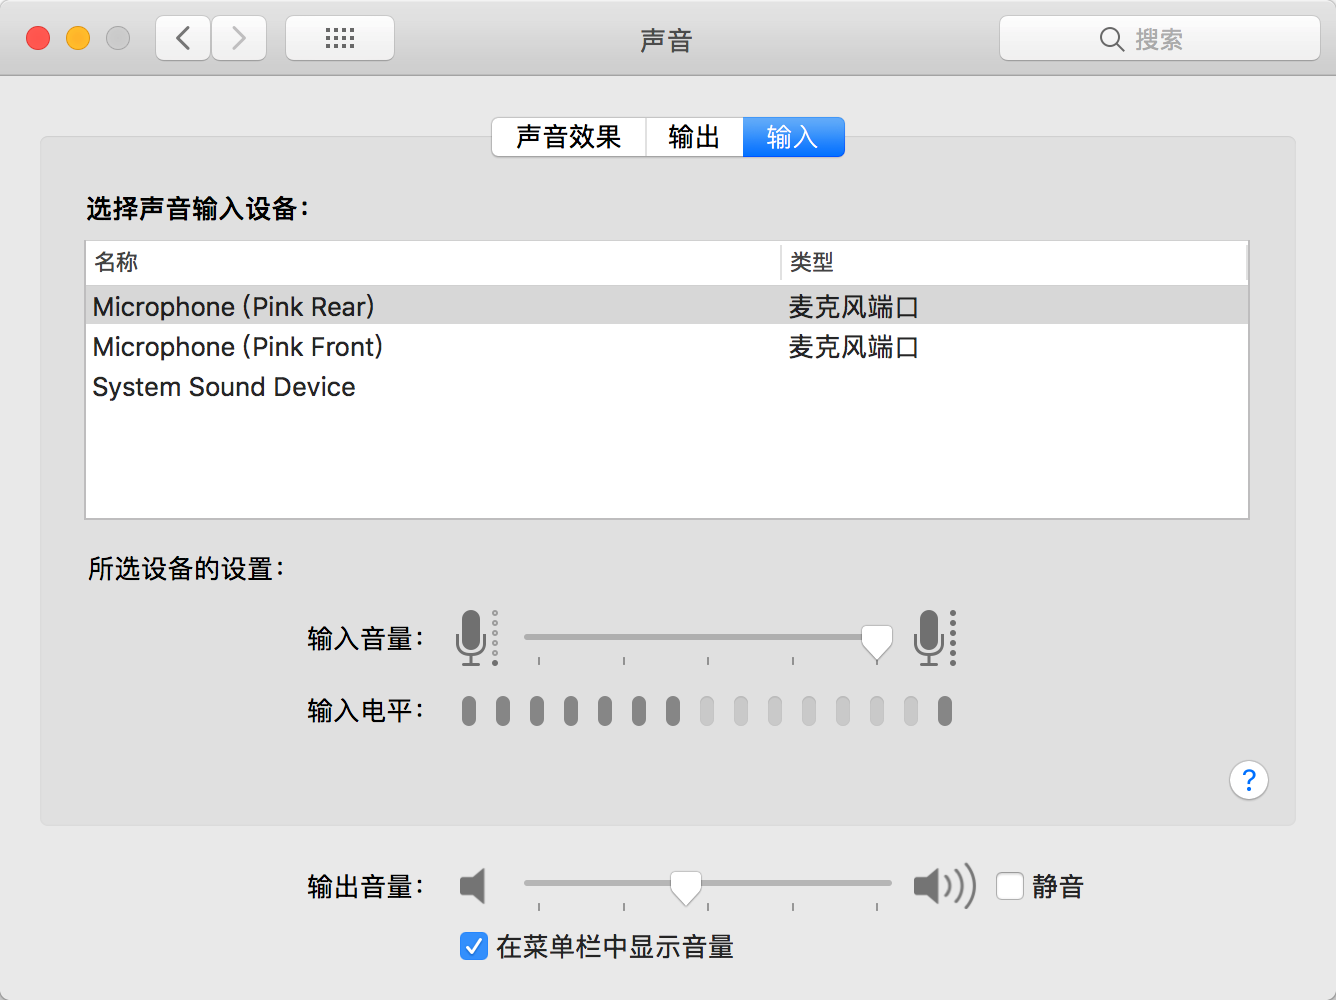 声音
搜索
声音效果 输出 输入
选择声音输入设备：
名称 类型
Microphone (Pink Rear) 麦克风端口
Microphone (Pink Front) 麦克风端口
System Sound Device
所选设备的设置：
输入音量：
输入电平：
?
输出音量： 静音
在菜单栏中显示音量